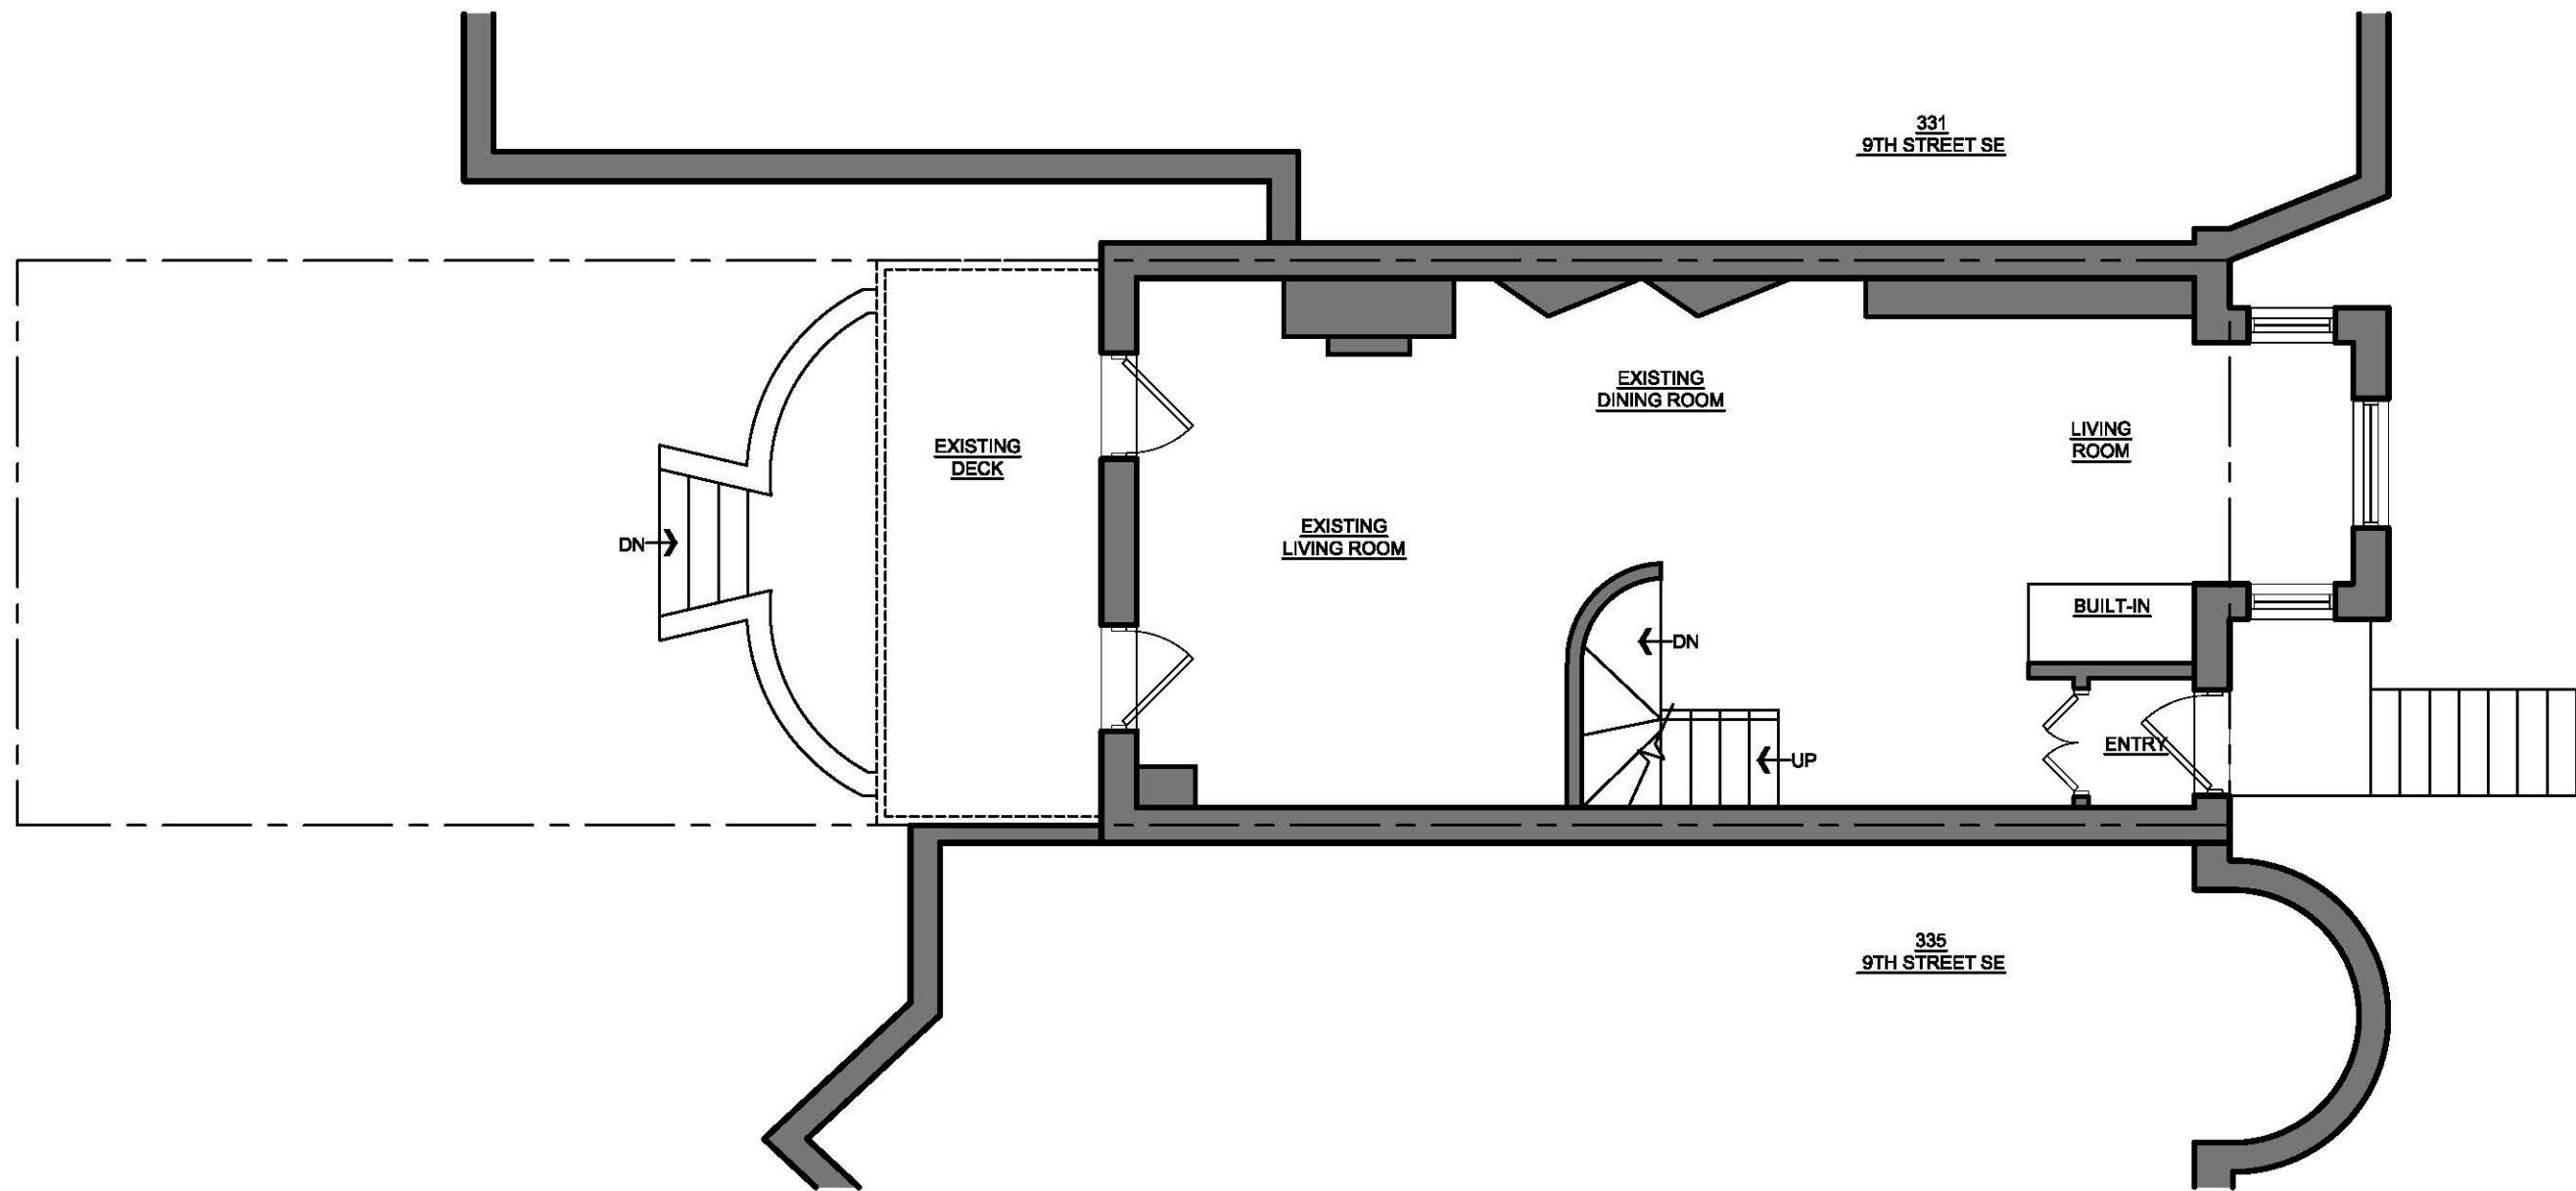 331
9TH STREET SE
EXISTING
DINING ROOM
LIVING
ROOM
EXISTING
DECK
EXISTING
LIVING ROOM
DN
BUILT-IN
DN
ENTRY
UP
335
9TH STREET SE